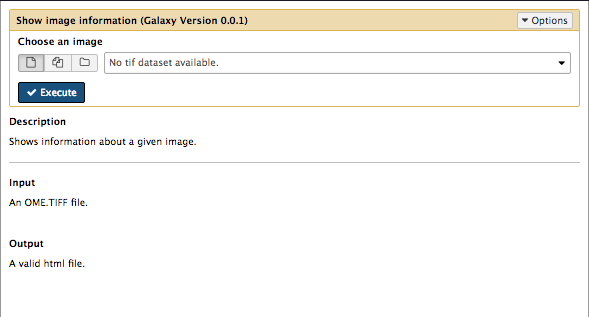 Show image information (Galaxy Version 0.0.1)
Options
Choose an image
No tif dataset available.
Execute
Description
Shows information about a given image.
Input
An OME.TIFF file.
Output
A valid html file.